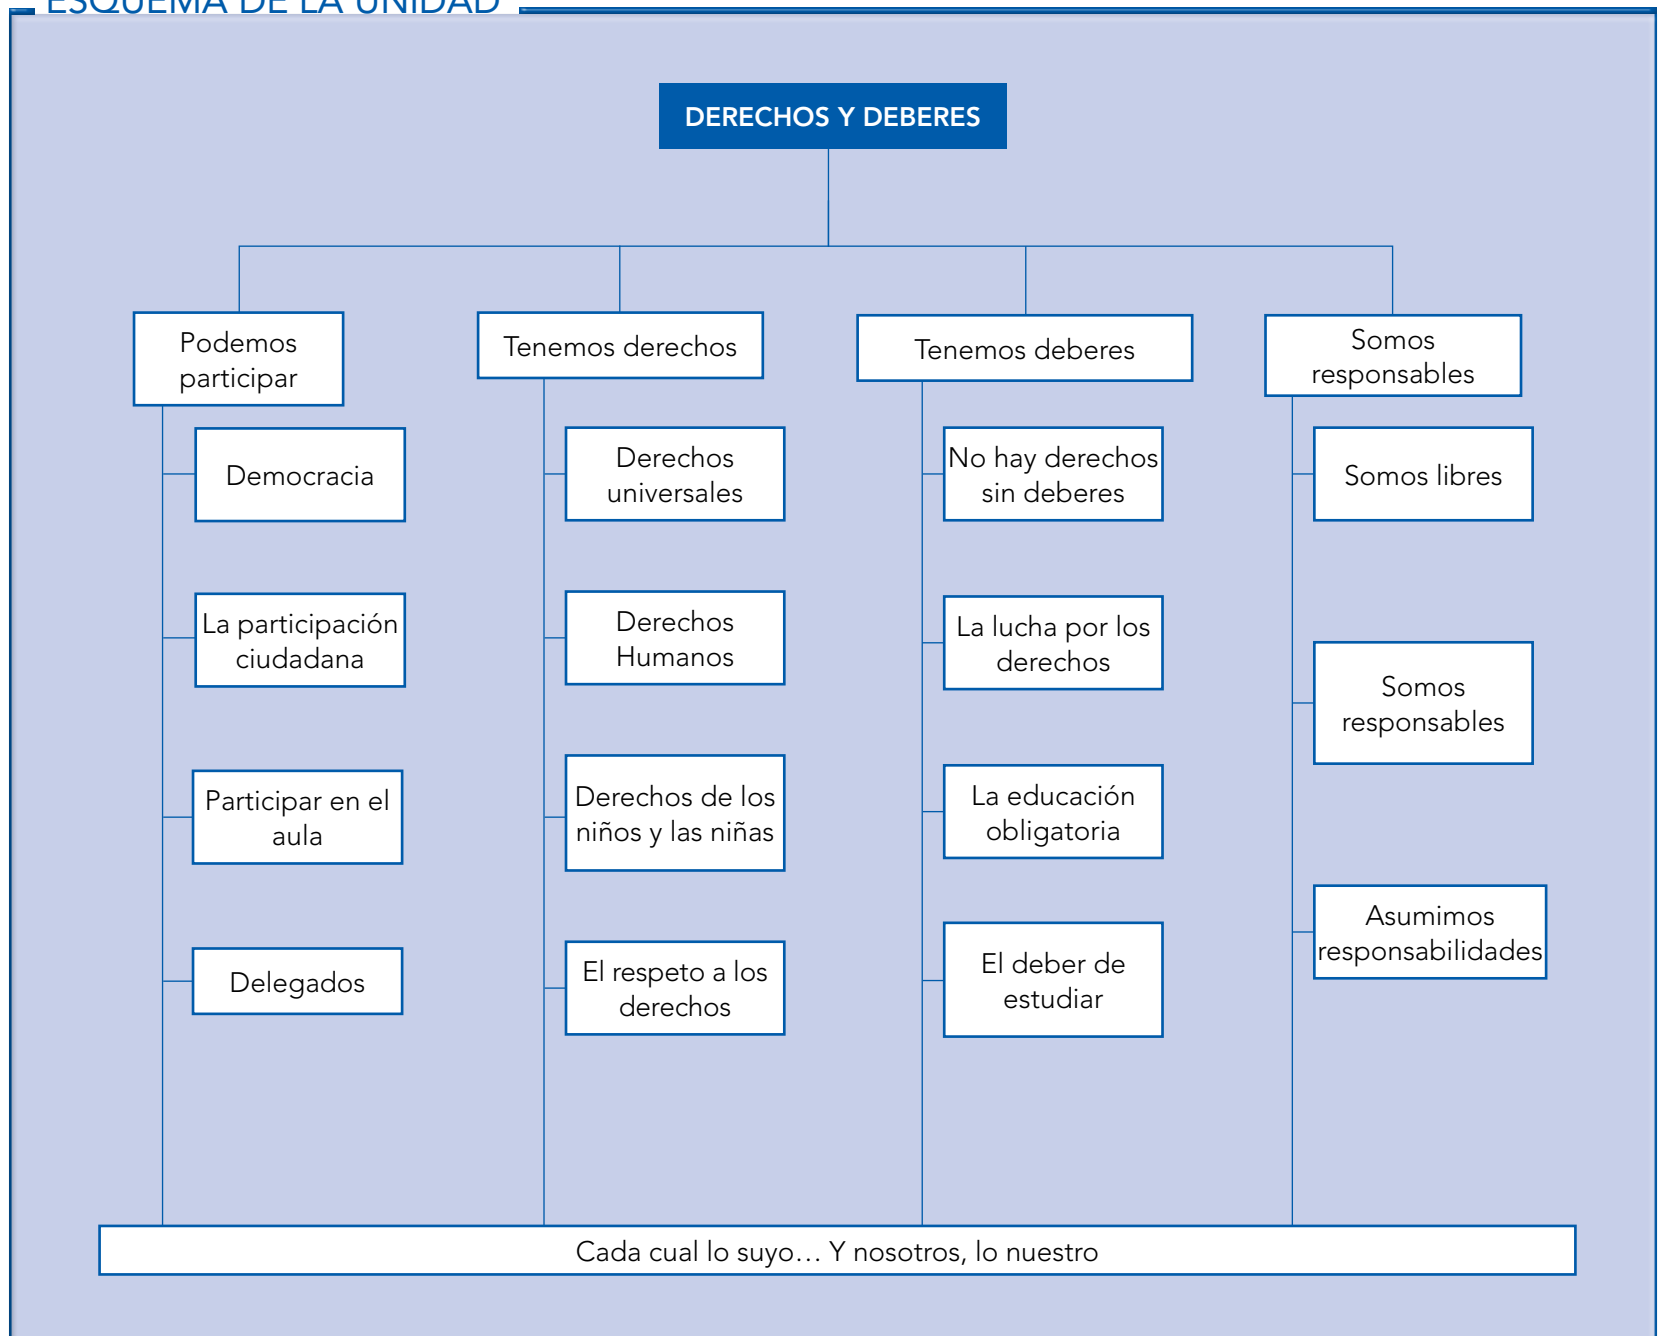 ESQUEMA DE LA UNIDAD
DERECHOS Y DEBERES
Podemos
participar
Democracia
La participación
ciudadana
Participar en el
aula
Delegados
Tenemos derechos
Derechos
universales
Derechos
Humanos
Derechos de los
niños y las niñas
El respeto a los
derechos
Tenemos deberes
No hay derechos
sin deberes
La lucha por los
derechos
La educación
obligatoria
El deber de
estudiar
Somos
responsables
Somos libres
Somos
responsables
Asumimos
responsabilidades
Cada cual lo suyo… Y nosotros, lo nuestro